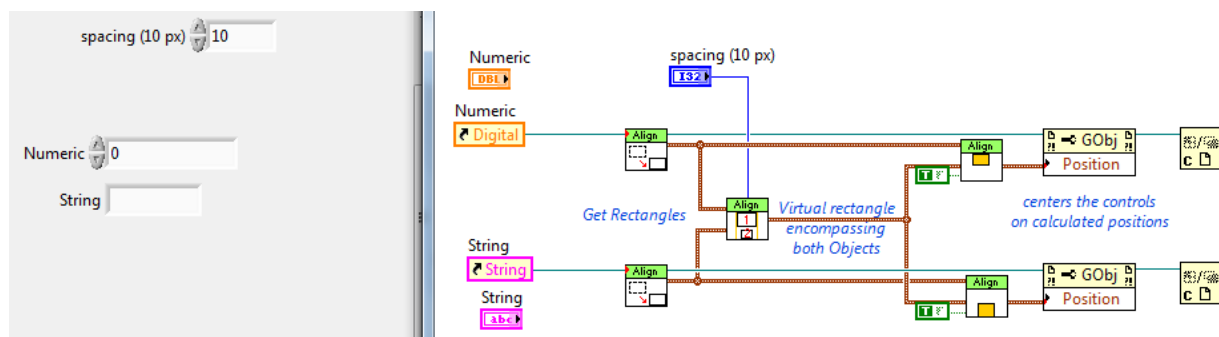 spacing (10 px) 10
Numeric 0
String
spacing (10 px)
I32
Numeric
DBL
Numeric
Digital
Align
Align
GObj
Position
T F
C
Get Rectangles
Align
1
2
Virtual rectangle
encompassing
both Objects
centers the controls
on calculated positions
String
String
Align
Align
GObj
Position
T F
C
String
abc